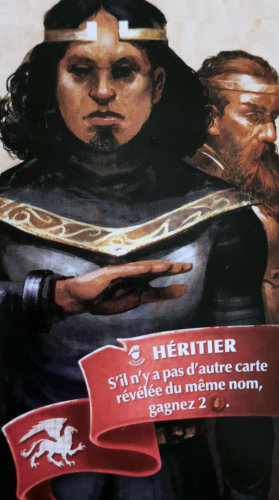 HÉRITIER
S'il n'y a pas d'autre carte
révélée du même nom,
gagnez 2 .